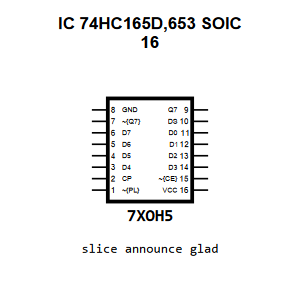 IC 74HC165D,653 SOIC
16
8 GND Q7 9
7 ~{Q7} DS 10
6 D7 D0 11
5 D6 D1 12
4 D5 D2 13
3 D4 D3 14
2 CP ~{CE} 15
1 ~{PL} VCC 16
7XOH5
slice announce glad